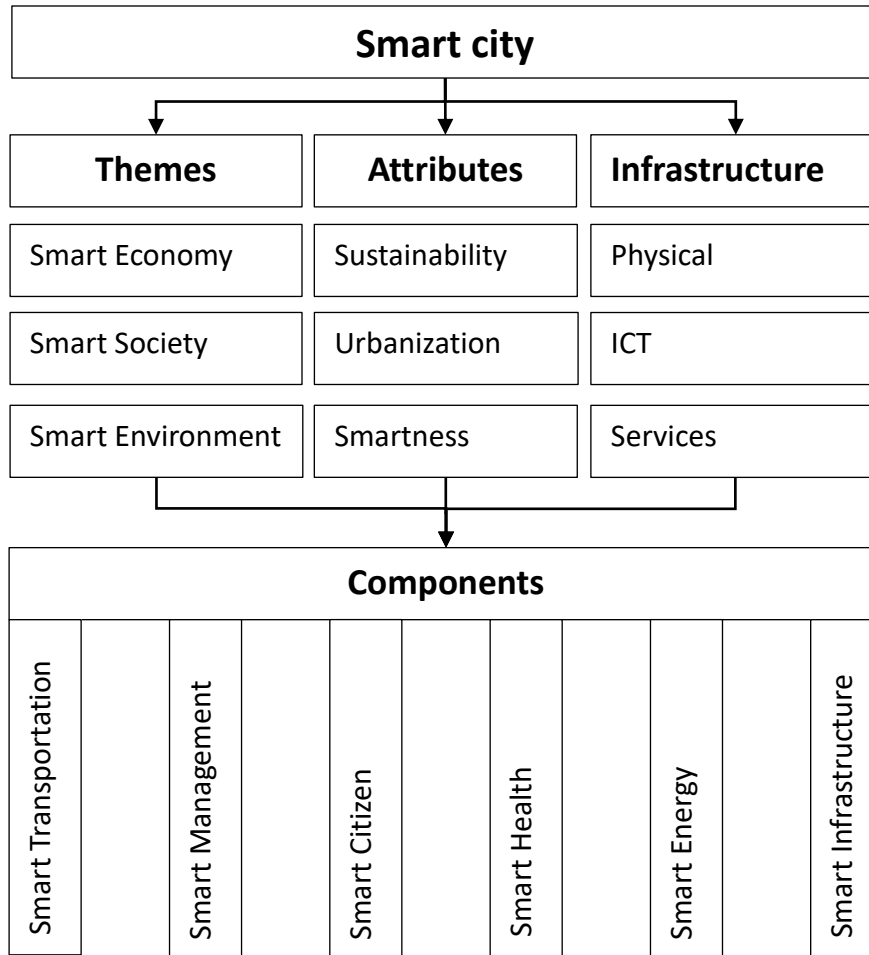 Smart city
Themes
Attributes
Infrastructure
Smart Economy
Sustainability
Physical
Smart Society
Urbanization
ICT
Smart Environment
Smartness
Services
Components
Smart Transportation
Smart Management
Smart Citizen
Smart Health
Smart Energy
Smart Infrastructure